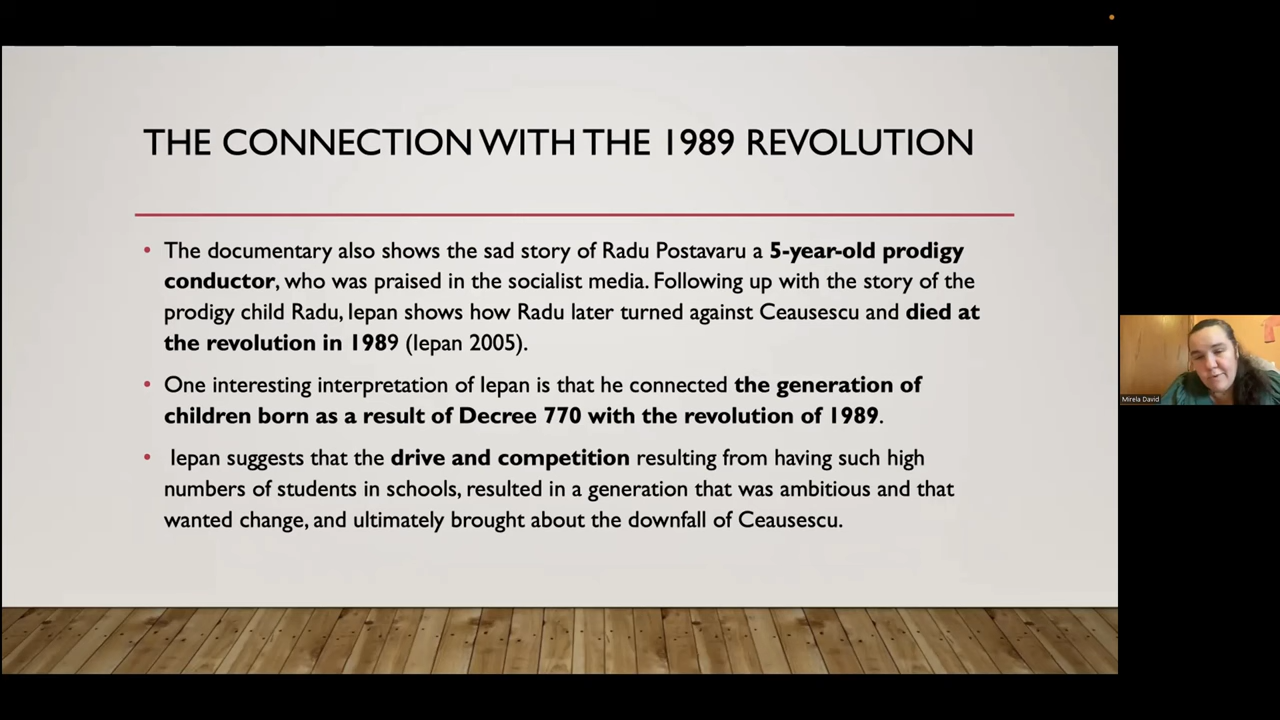 THE CONNECTION WITH THE 1989 REVOLUTION
• The documentary also shows the sad story of Radu Postavaru a 5-year-old prodigy
conductor, who was praised in the socialist media. Following up with the story of the
prodigy child Radu, Iepan shows how Radu later turned against Ceausescu and died at
the revolution in 1989 (Iepan 2005).
• One interesting interpretation of Iepan is that he connected the generation of
children born as a result of Decree 770 with the revolution of 1989.
• Iepan suggests that the drive and competition resulting from having such high
numbers of students in schools, resulted in a generation that was ambitious and that
wanted change, and ultimately brought about the downfall of Ceausescu.
Mirela David